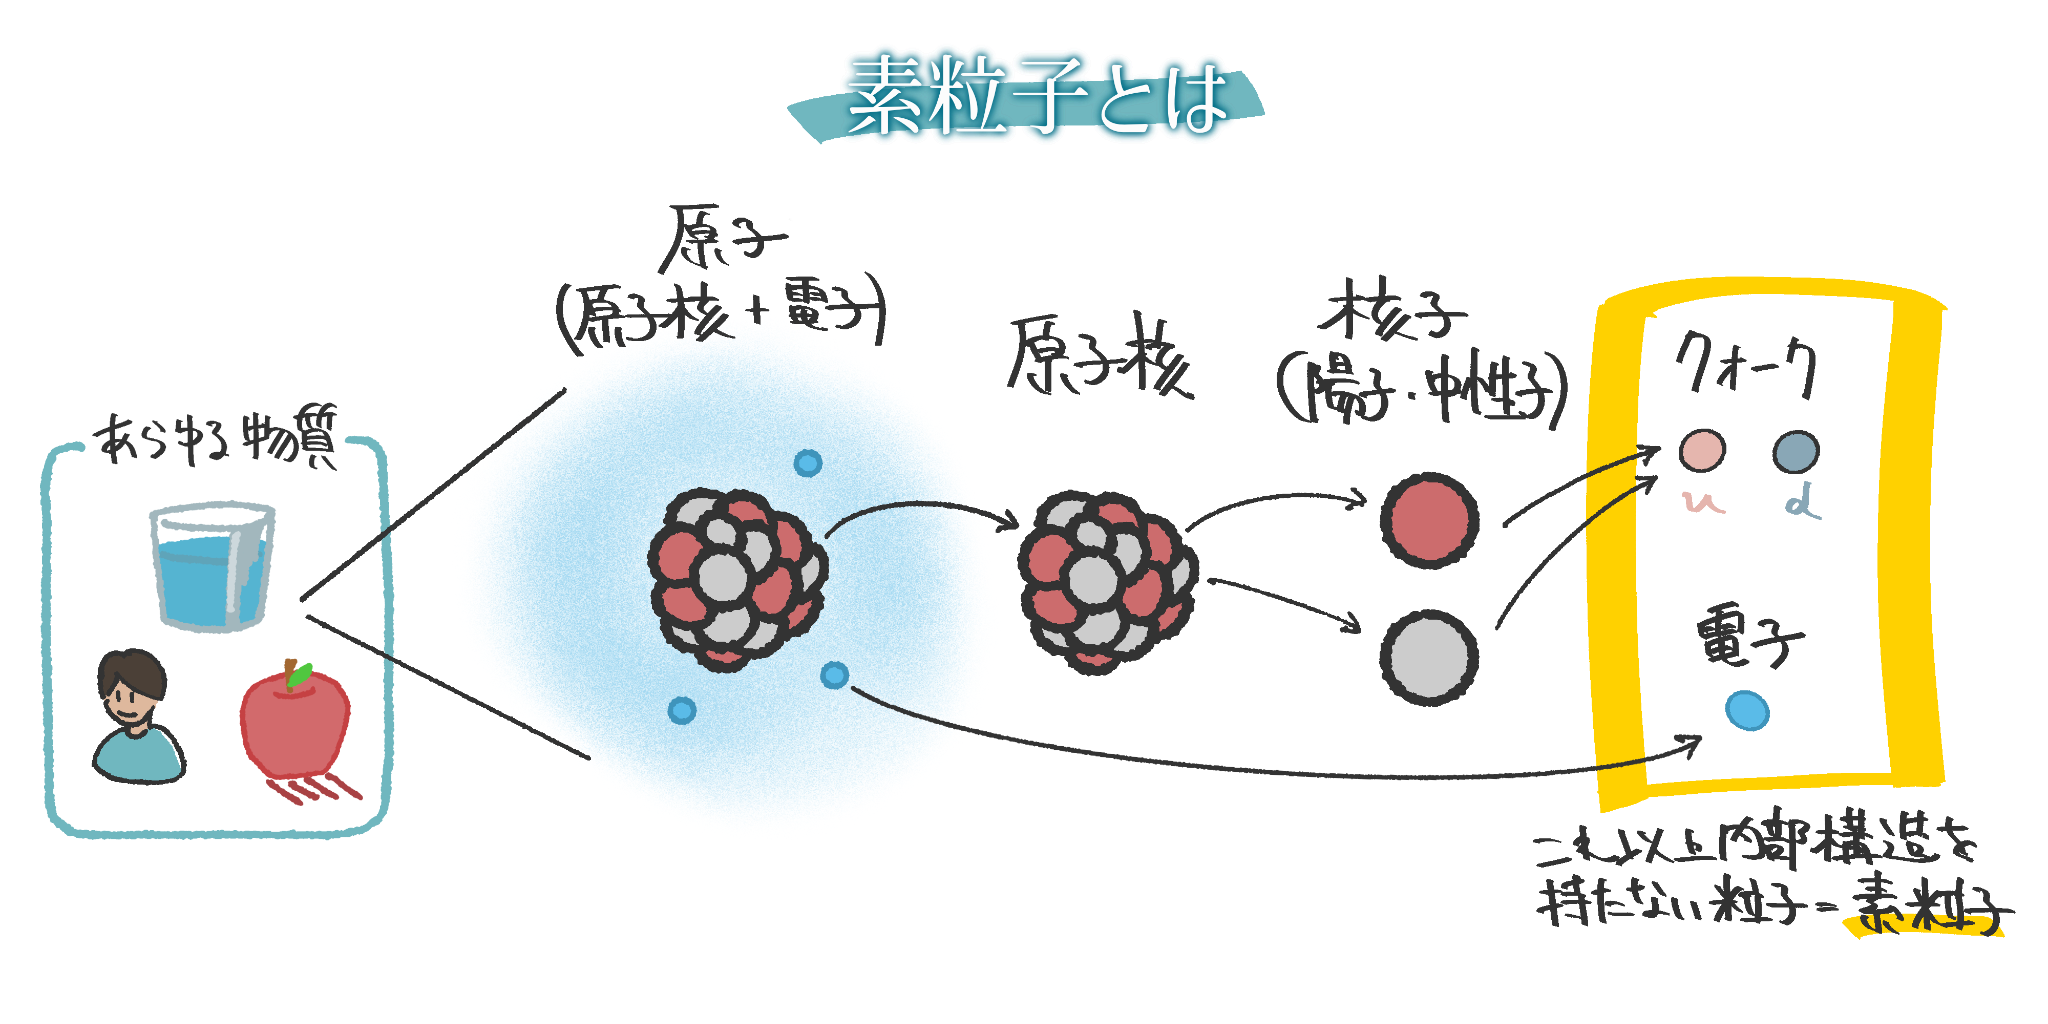 素粒子とは
あらゆる物質
原子
(原子核+電子)
原子核
核子
(陽子・中性子)
クォーク
u d
電子
これ以上内部構造を
持たない粒子=素粒子